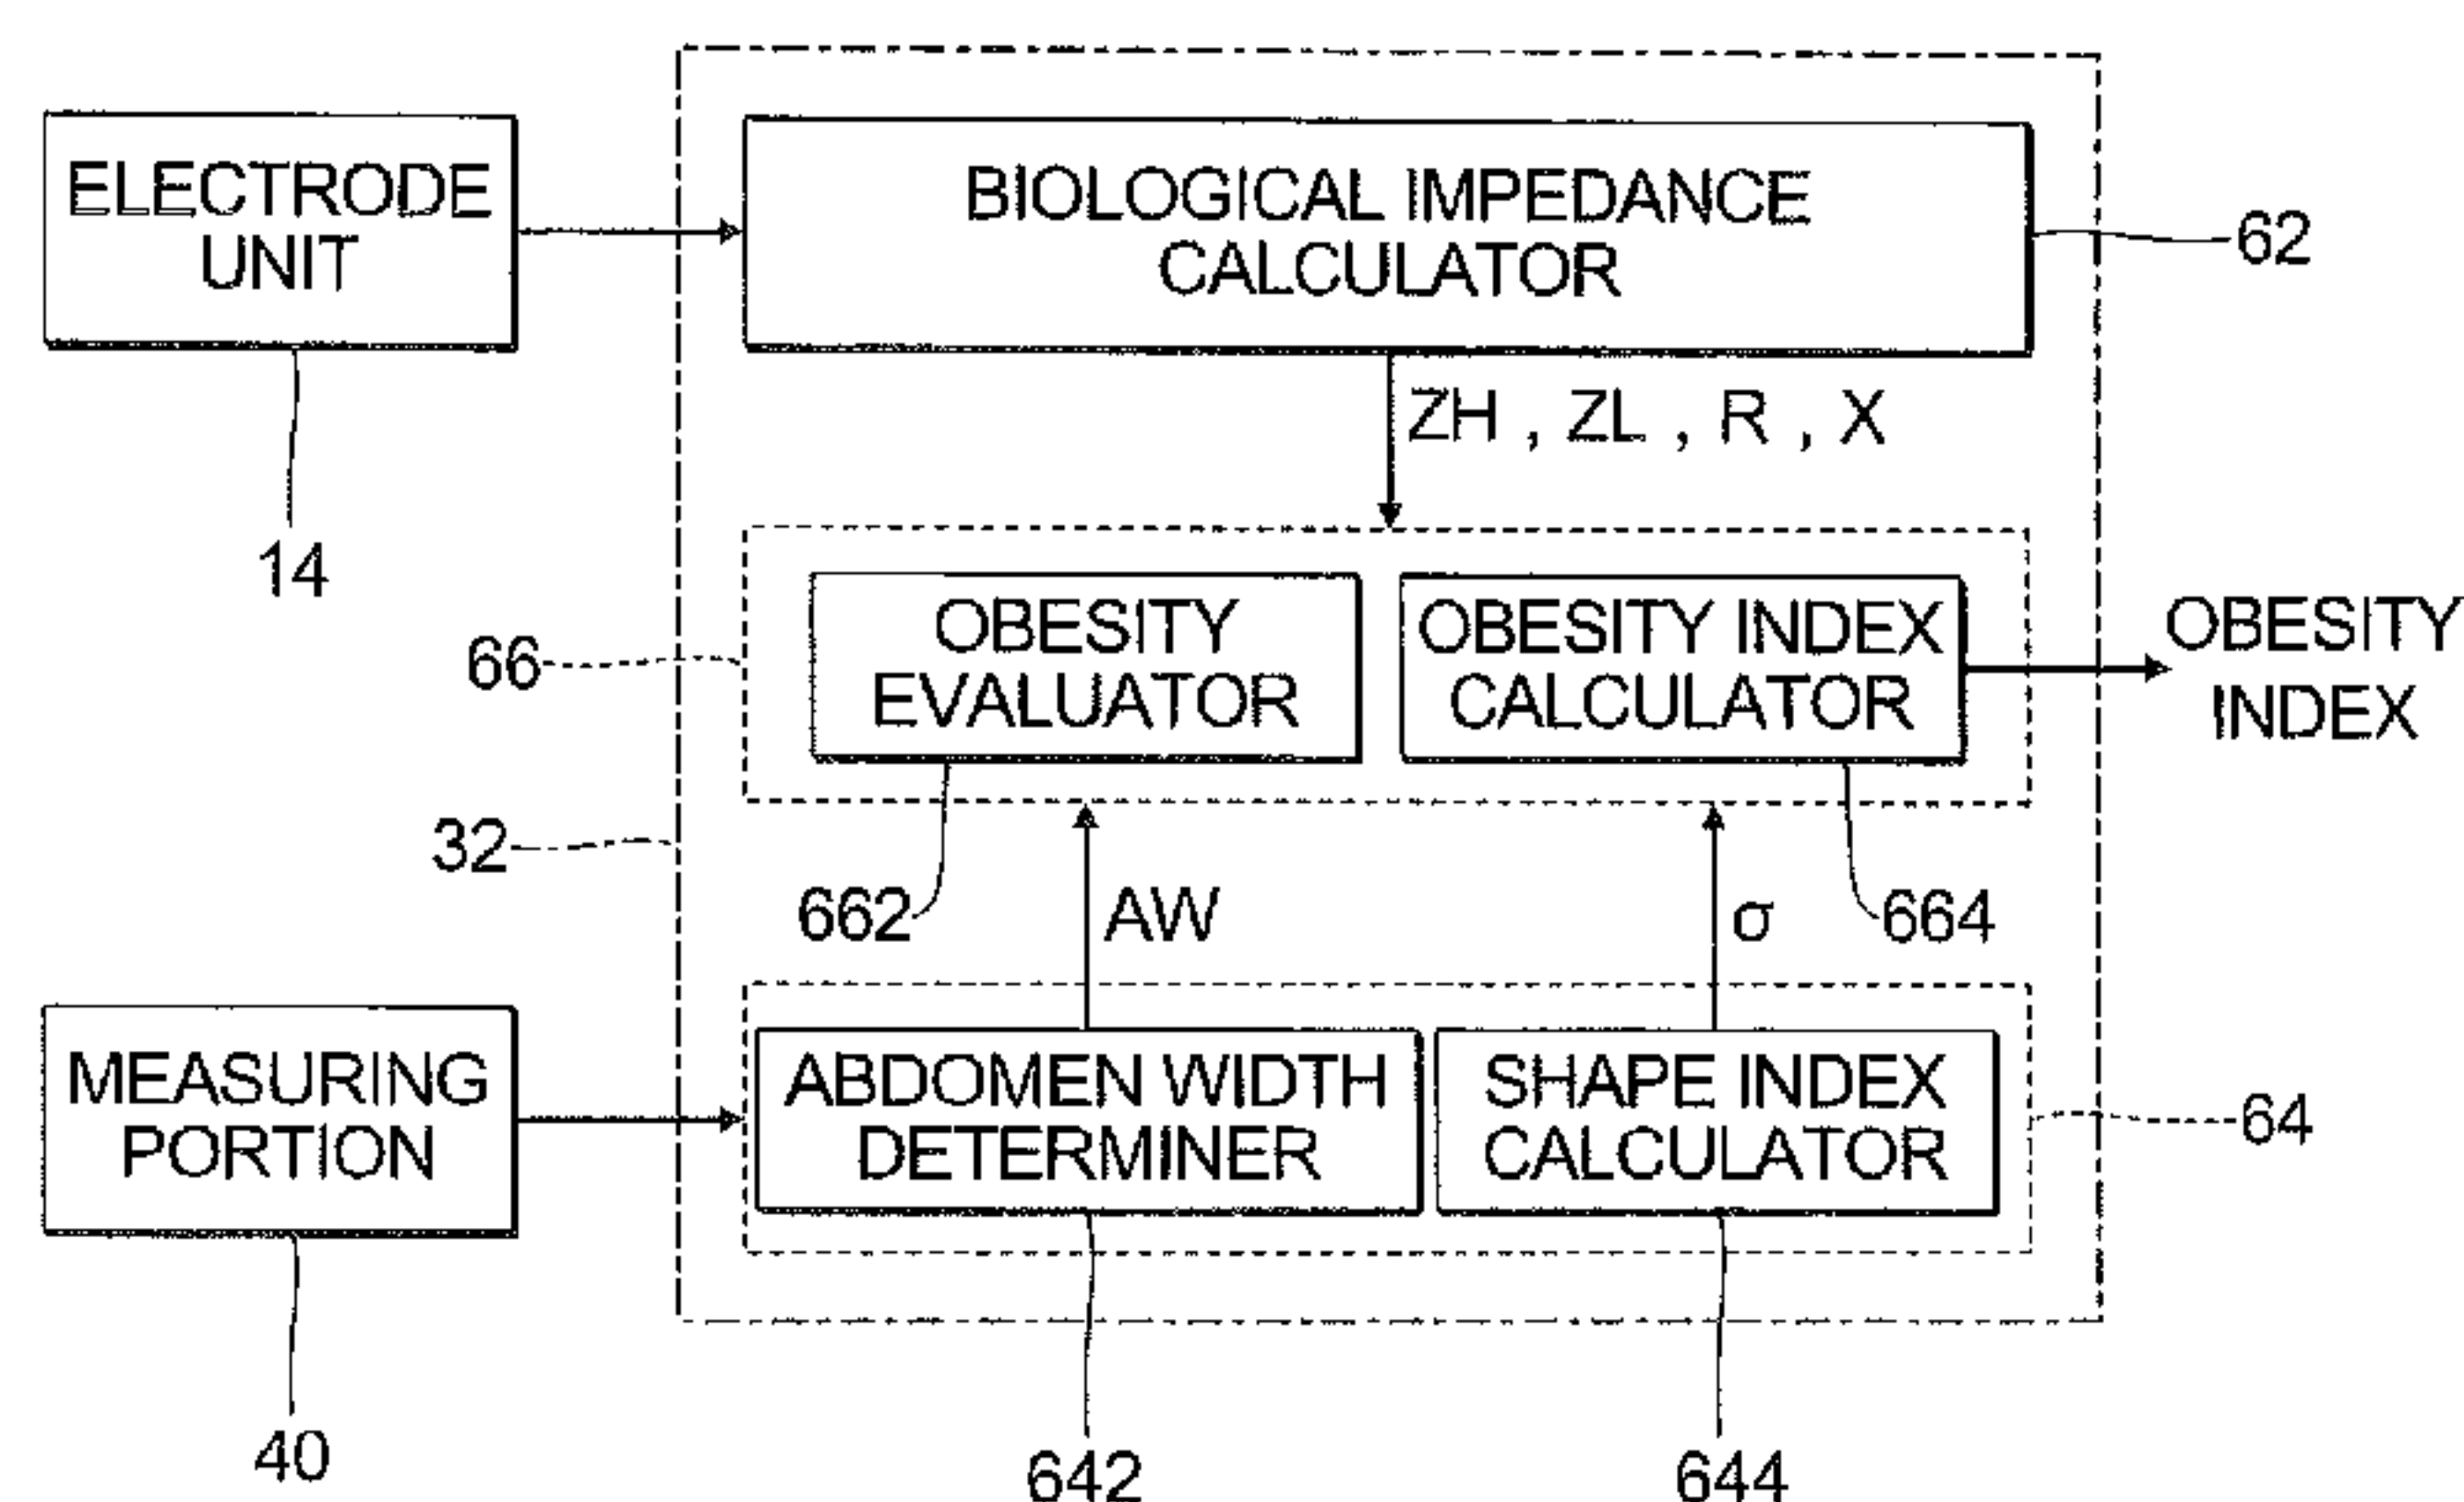 ELECTRODE
UNIT
14
BIOLOGICAL IMPEDANCE
CALCULATOR
62
ZH , ZL , R , X
66
OBESITY
EVALUATOR
OBESITY INDEX
CALCULATOR
OBESITY
INDEX
32
662
AW
σ
664
MEASURING
PORTION
40
ABDOMEN WIDTH
DETERMINER
SHAPE INDEX
CALCULATOR
64
642
644